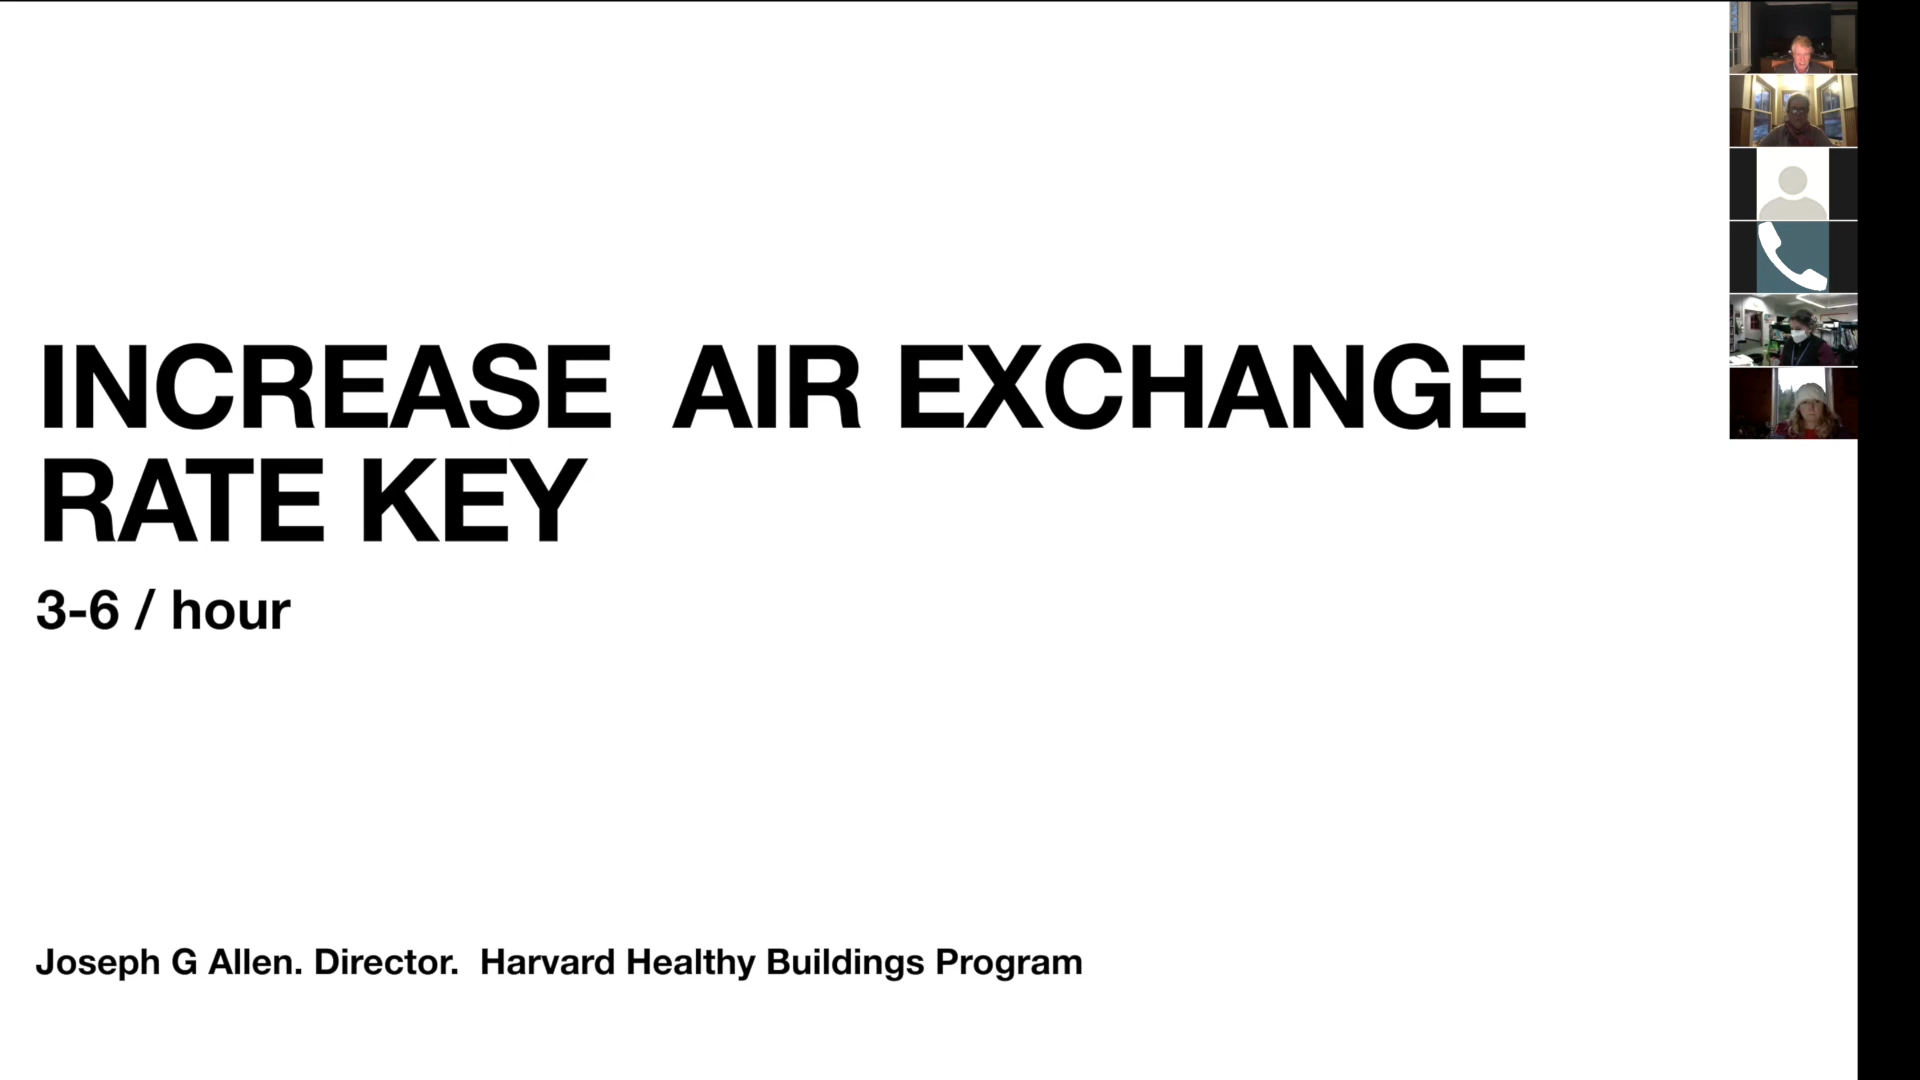 INCREASE  AIR EXCHANGE
RATE KEY
3-6 / hour
Joseph G Allen. Director.  Harvard Healthy Buildings Program